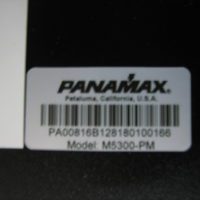 PANAMAX
Petaluma, California, U.S.A.
PA00816B128180100166
Model: M5300-PM